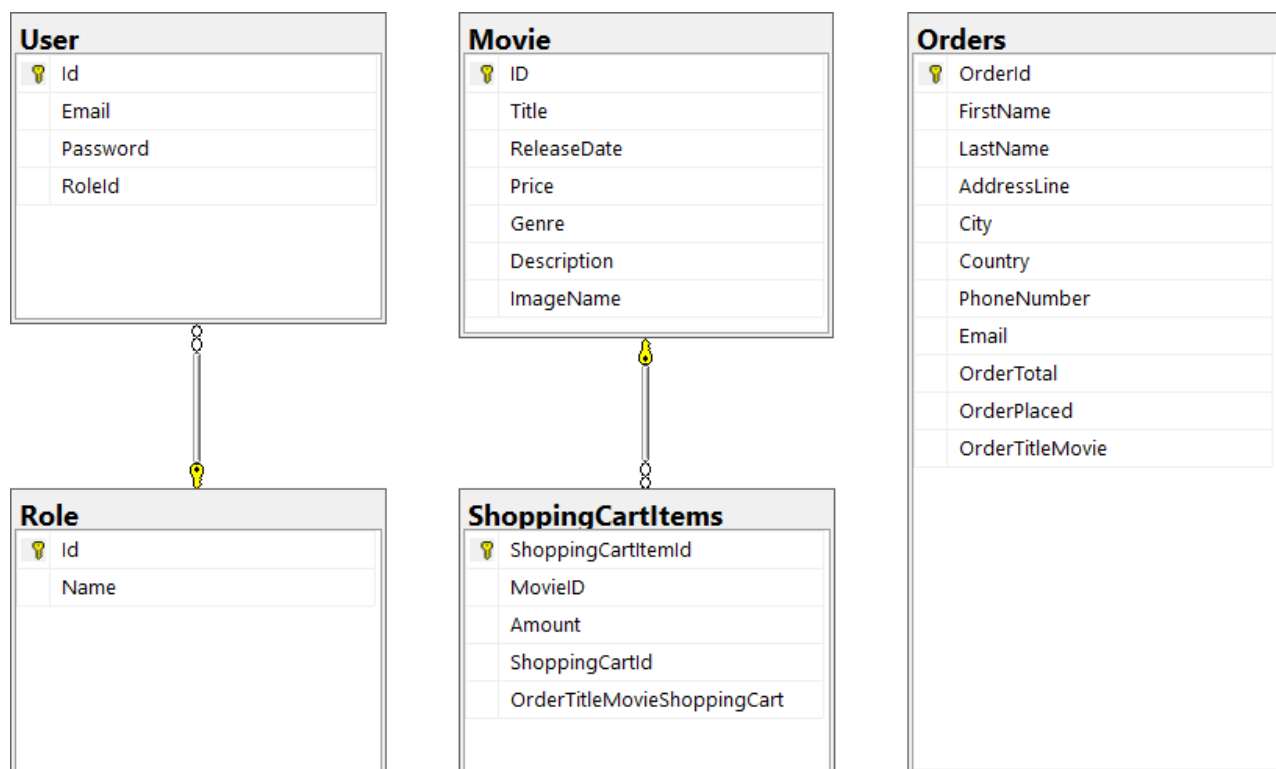 User
Id
Email
Password
RoleId
Movie
ID
Title
ReleaseDate
Price
Genre
Description
ImageName
Orders
OrderId
FirstName
LastName
AddressLine
City
Country
PhoneNumber
Email
OrderTotal
OrderPlaced
OrderTitleMovie
Role
Id
Name
ShoppingCartItems
ShoppingCartItemId
MovieID
Amount
ShoppingCartId
OrderTitleMovieShoppingCart